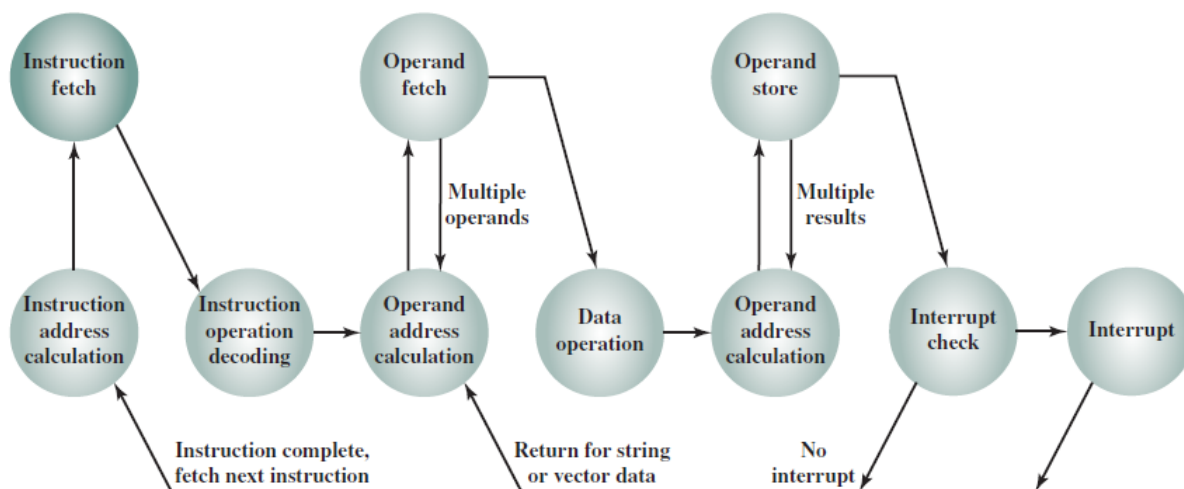 Instruction
fetch
Operand
fetch
Operand
store
Multiple
operands
Multiple
results
Instruction
address
calculation
Instruction
operation
decoding
Operand
address
calculation
Data
operation
Operand
address
calculation
Interrupt
check
Interrupt
Instruction complete,
fetch next instruction
Return for string
or vector data
No
interrupt